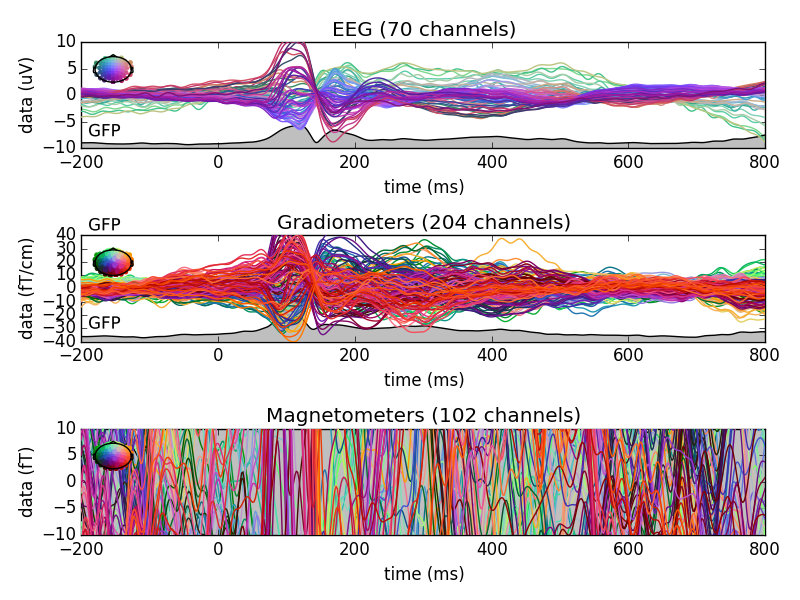 EEG (70 channels)
10
5
0
−5
−10
data (uV)
GFP
−200 0 200 400 600 800
time (ms)
GFP
Gradiometers (204 channels)
40
30
20
10
0
−10
−20
−30
−40
data (fT/cm)
GFP
−200 0 200 400 600 800
time (ms)
Magnetometers (102 channels)
10
5
0
−5
−10
data (fT)
−200 0 200 400 600 800
time (ms)